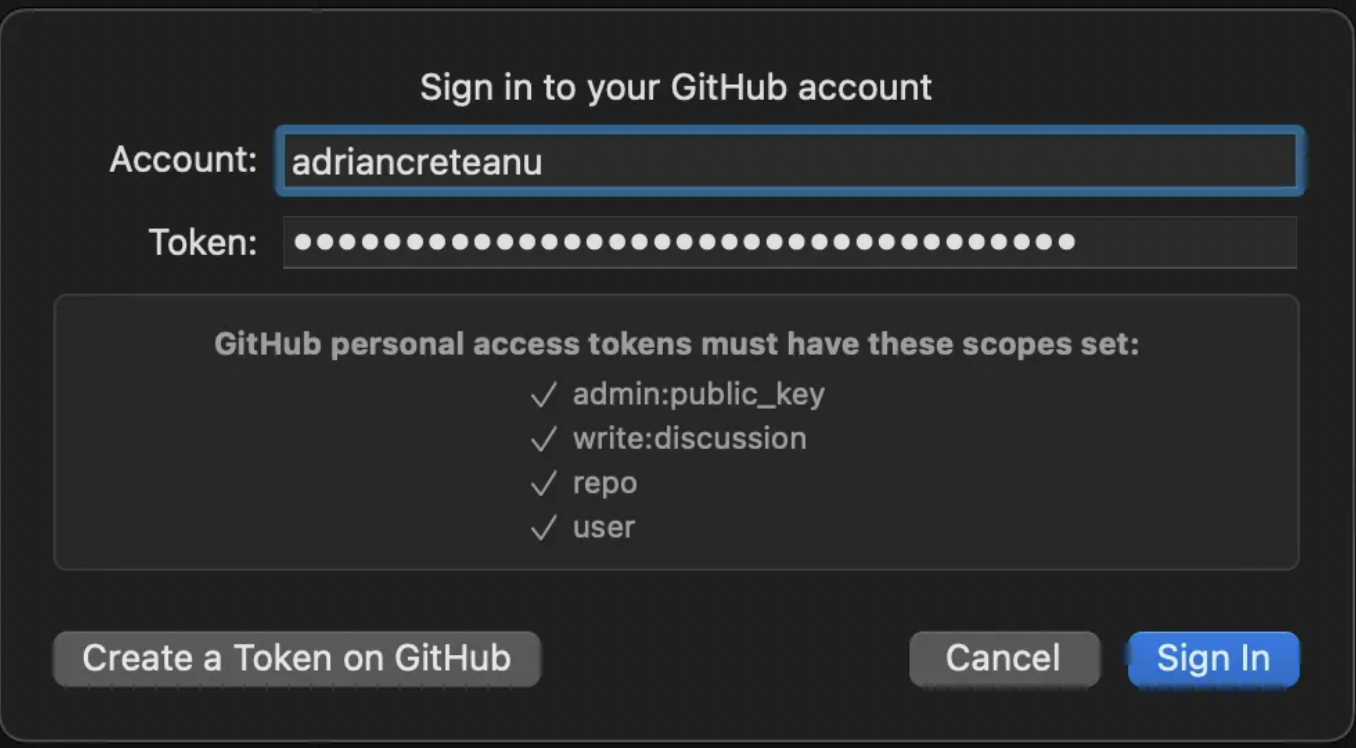 Sign in to your GitHub account
Account: adriancreteanu
Token: •••••••••••••••••••••••••••••••••••
GitHub personal access tokens must have these scopes set:
✓ admin:public_key
✓ write:discussion
✓ repo
✓ user
Create a Token on GitHub Cancel Sign In